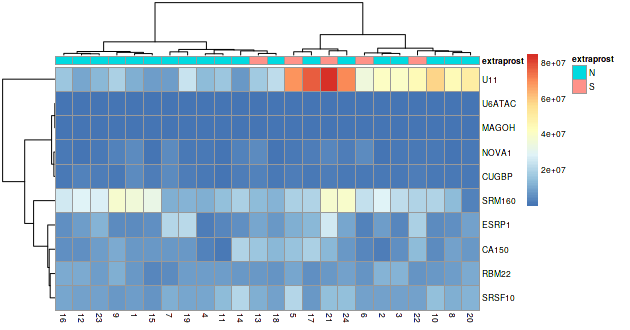 extraprost
U11
U6ATAC
MAGOH
NOVA1
CUGBP
SRM160
ESRP1
CA150
RBM22
SRSF10
16 12 23 9 1 15 7 19 4 11 14 13 18 5 17 21 24 6 2 3 22 10 8 20
8e+07
6e+07
4e+07
2e+07
extraprost
N
S